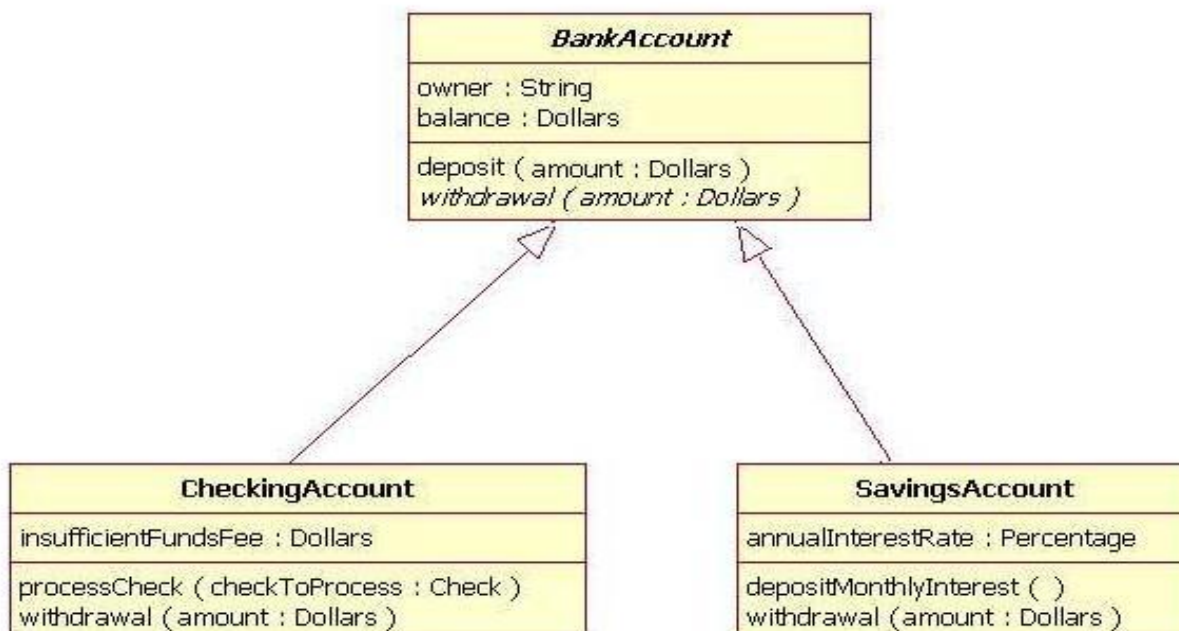 BankAccount
owner : String
balance : Dollars
deposit ( amount : Dollars )
withdrawal ( amount : Dollars )
CheckingAccount
insufficientFundsFee : Dollars
processCheck ( checkToProcess : Check )
withdrawal ( amount : Dollars )
SavingsAccount
annualInterestRate : Percentage
depositMonthlyInterest ( )
withdrawal ( amount : Dollars )